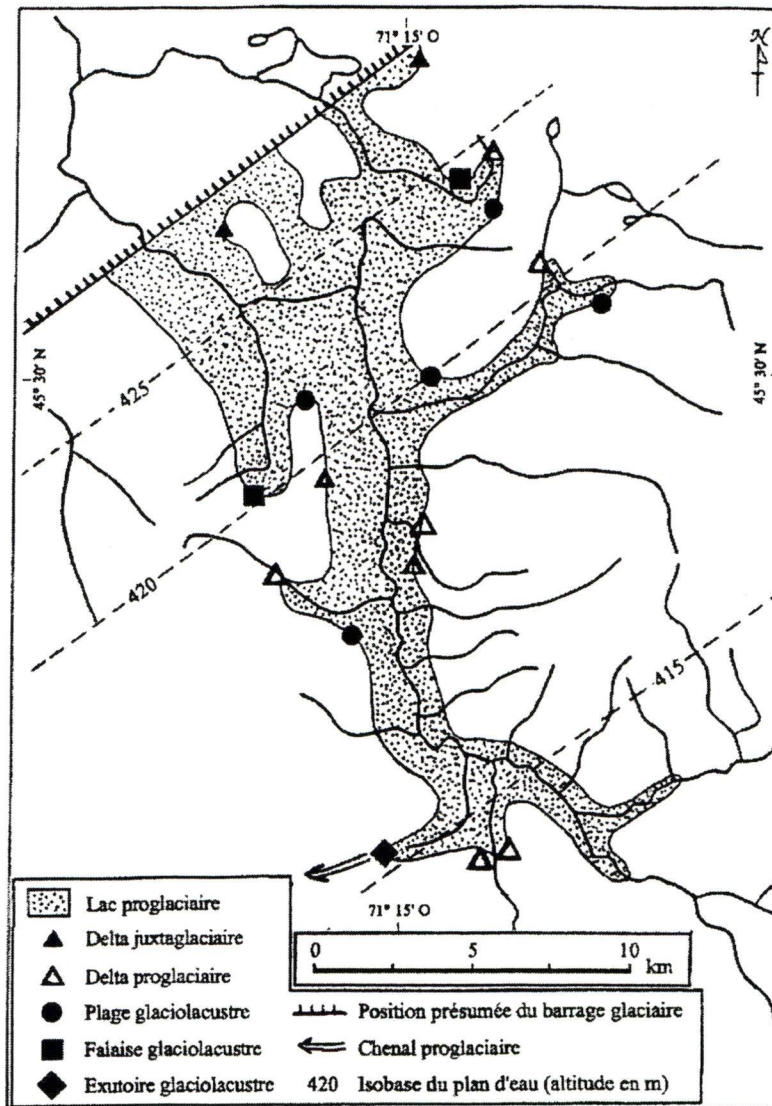 71° 15' O
N
45° 30' N
45° 30' N
425
420
415
71° 15' O
Lac proglaciaire
Delta juxtaglaciaire
Delta proglaciaire
Plage glaciolacustre
Falaise glaciolacustre
Exutoire glaciolacustre
0 5 10
km
Position présumée du barrage glaciaire
Chenal proglaciaire
420 Isobase du plan d'eau (altitude en m)